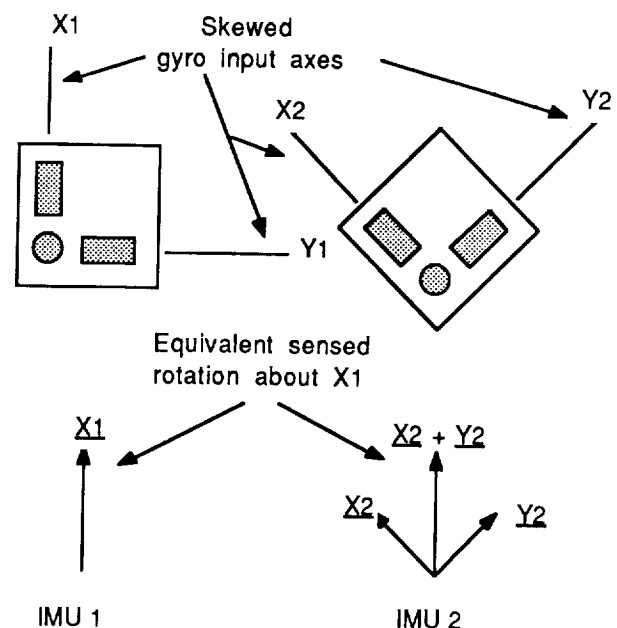 X1
Skewed
gyro input axes
X2
Y2
Y1
Equivalent sensed
rotation about X1
X1
X2 + Y2
X2
Y2
IMU 1
IMU 2